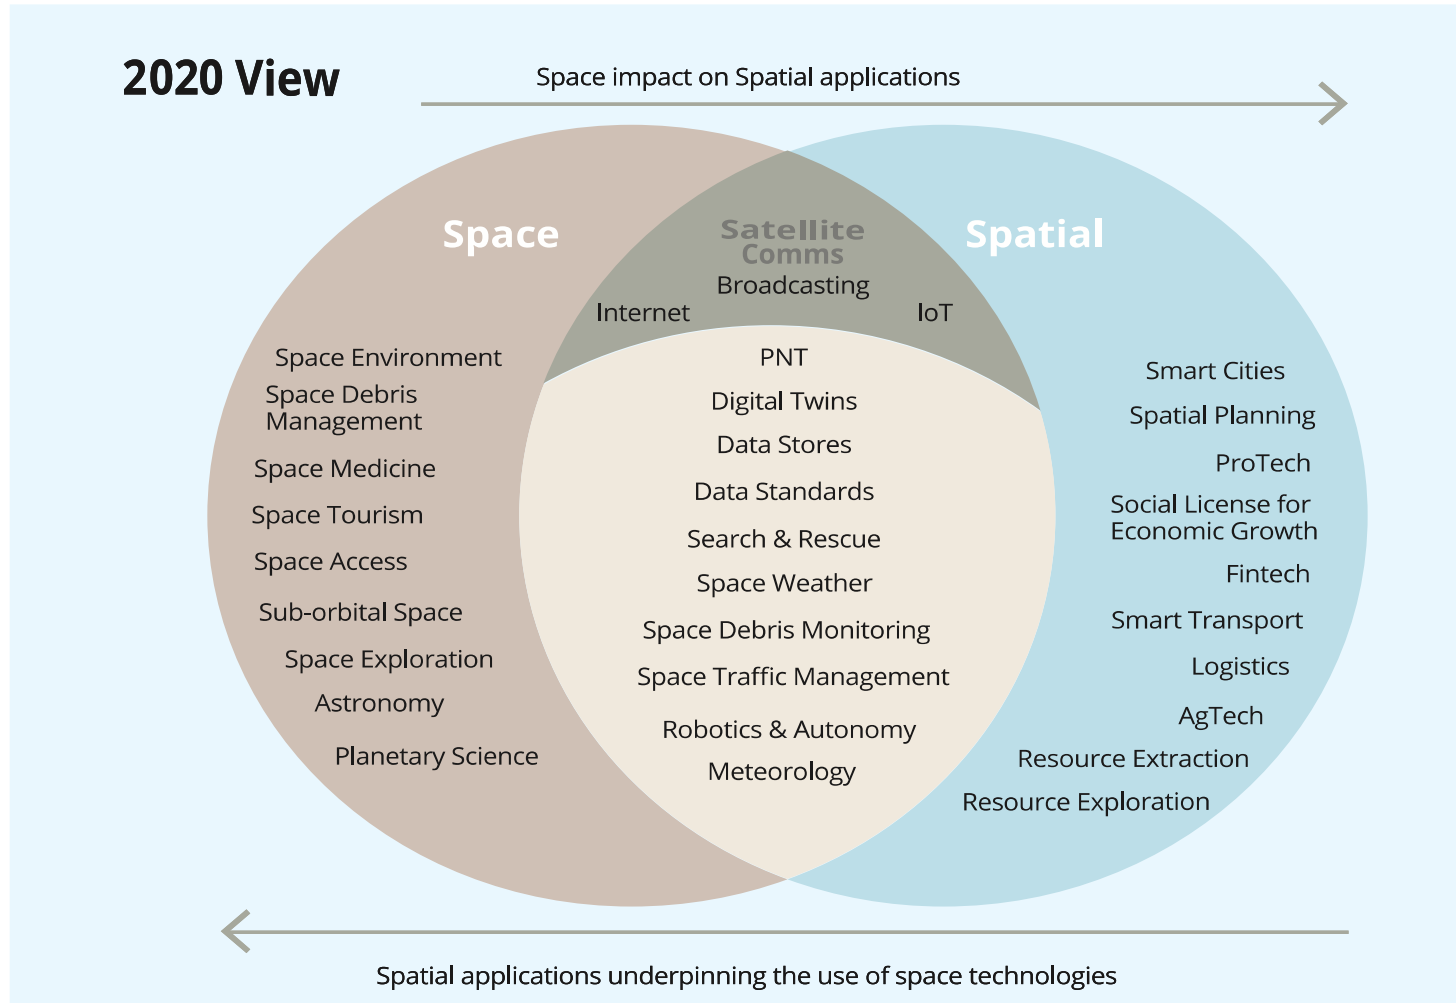 2020 View
Space impact on Spatial applications
Space
Satellite
Comms
Spatial
Broadcasting
Internet
IoT
Space Environment
Space Debris
Management
Space Medicine
Space Tourism
Space Access
Sub-orbital Space
Space Exploration
Astronomy
Planetary Science
PNT
Digital Twins
Data Stores
Data Standards
Search & Rescue
Space Weather
Space Debris Monitoring
Space Traffic Management
Robotics & Autonomy
Meteorology
Smart Cities
Spatial Planning
ProTech
Social License for
Economic Growth
Fintech
Smart Transport
Logistics
AgTech
Resource Extraction
Resource Exploration
Spatial applications underpinning the use of space technologies